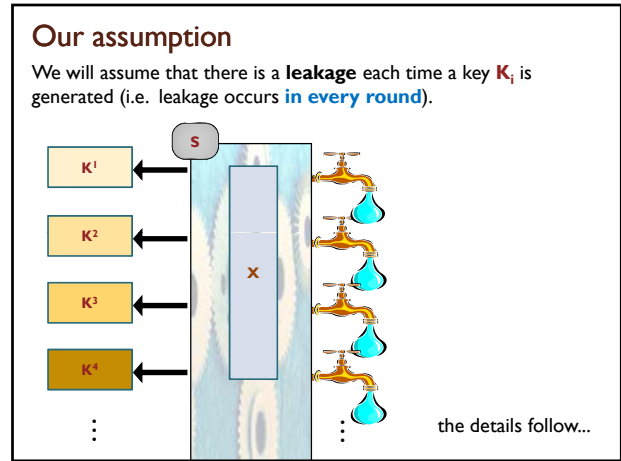 Our assumption
We will assume that there is a leakage each time a key Kᵢ is
generated (i.e. leakage occurs in every round).
S
K¹
K²
X
K³
K⁴
⋮ ⋮
the details follow...